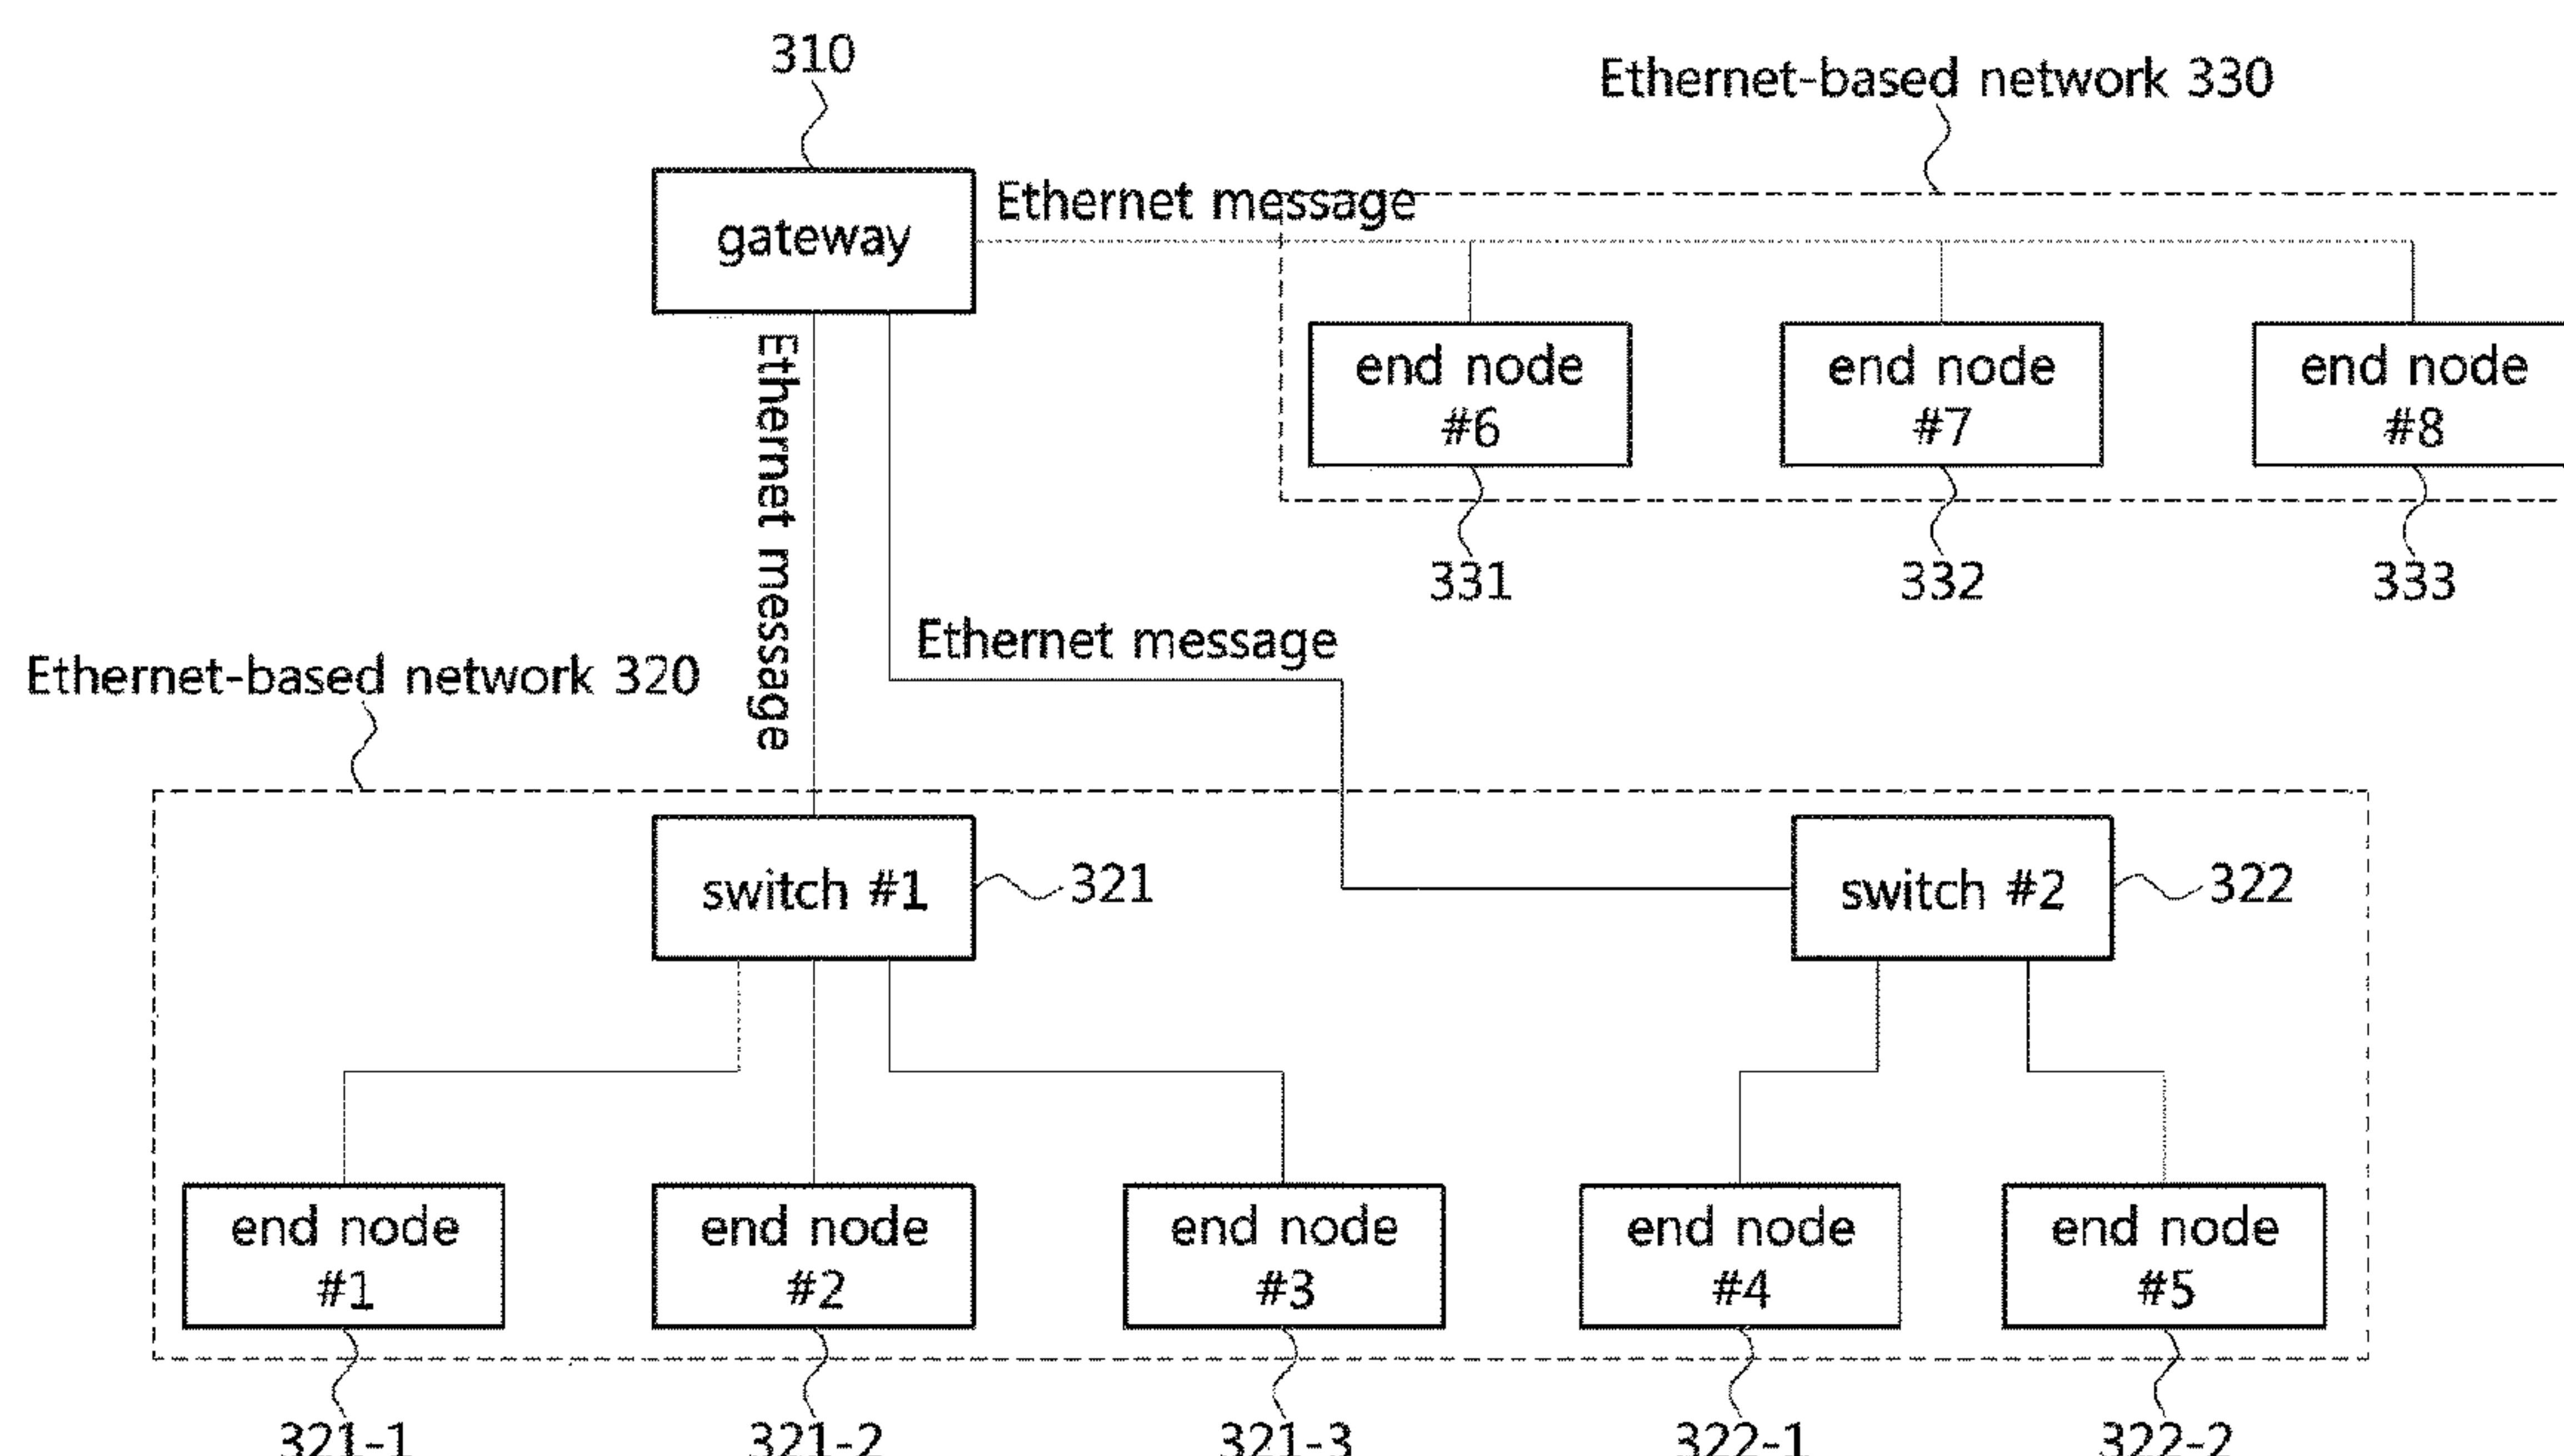 310
Ethernet-based network 330
gateway
Ethernet message
end node
#6
end node
#7
end node
#8
331
332
333
Ethernet message
Ethernet message
Ethernet-based network 320
switch #1
321
switch #2
322
end node
#1
end node
#2
end node
#3
end node
#4
end node
#5
321-1
321-2
321-3
322-1
322-2